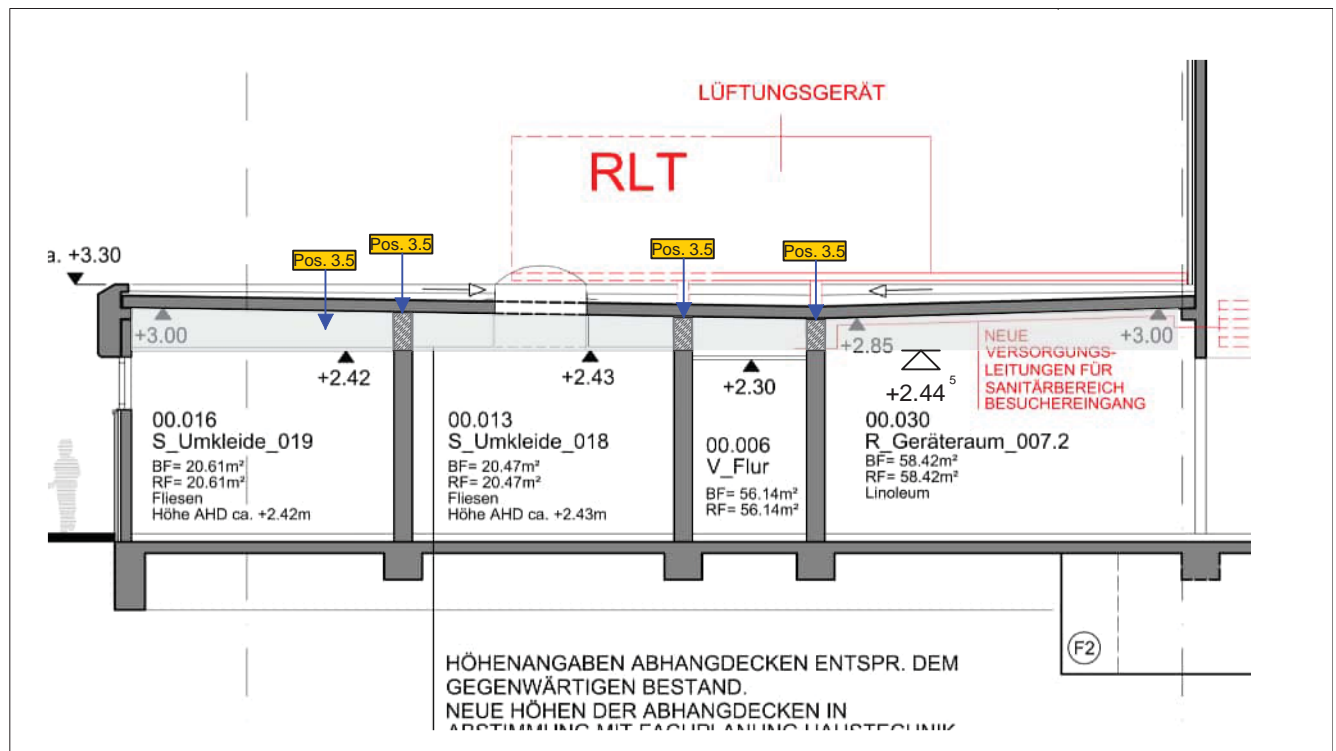 LÜFTUNGSGERÄT
RLT
a. +3.30
Pos. 3.5
Pos. 3.5
Pos. 3.5
Pos. 3.5
+3.00
+2.85
+3.00
NEUE
VERSORGUNGS-
LEITUNGEN FÜR
SANITÄRBEREICH
BESUCHEREINGANG
+2.42
+2.43
+2.30
+2.44 5
00.016
S_Umkleide_019
BF= 20.61m²
RF= 20.61m²
Fliesen
Höhe AHD ca. +2.42m
00.013
S_Umkleide_018
BF= 20.47m²
RF= 20.47m²
Fliesen
Höhe AHD ca. +2.43m
00.006
V_Flur
BF= 56.14m²
RF= 56.14m²
00.030
R_Geräteraum_007.2
BF= 58.42m²
RF= 58.42m²
Linoleum
F2
HÖHENANGABEN ABHANGDECKEN ENTSPR. DEM
GEGENWÄRTIGEN BESTAND.
NEUE HÖHEN DER ABHANGDECKEN IN
ABSTIMMUNG MIT FACHPLANUNG HAUSTECHNIK